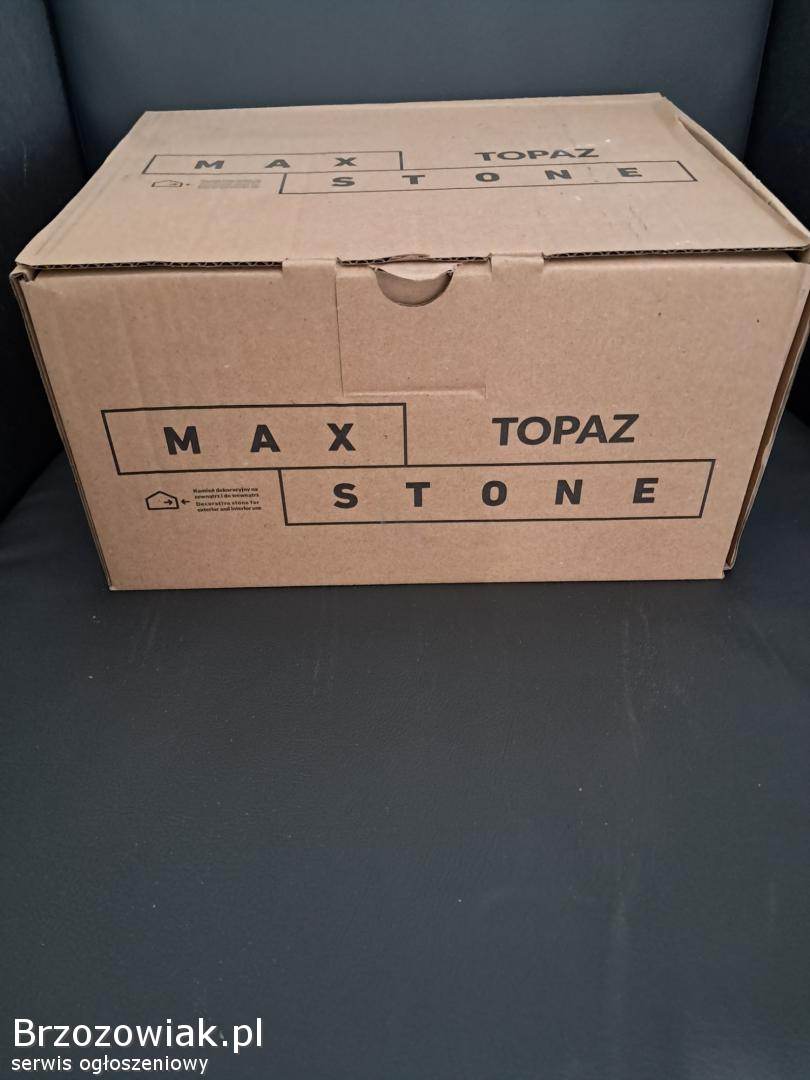 MAX TOPAZ
STONE
MAX TOPAZ
STONE
Kamień dekoracyjny na
zewnątrz i do wewnątrz
Decorative stone for
exterior and interior use
Brzozowiak.pl
serwis ogłoszeniowy